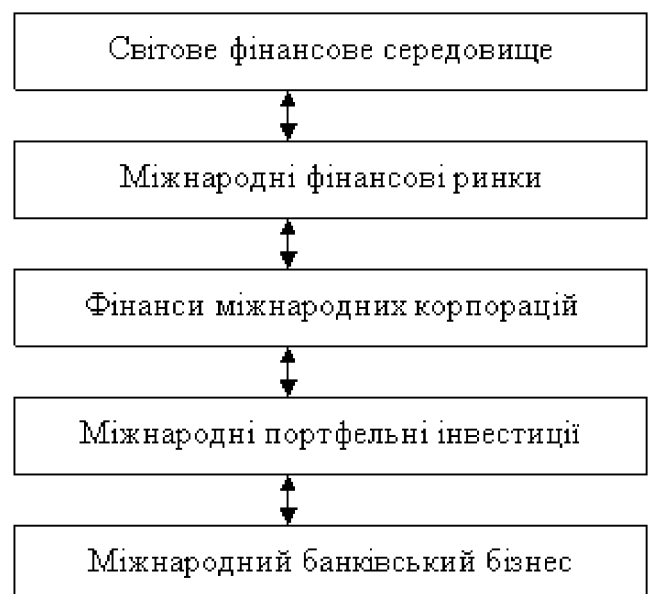 Світове фінансове середовище
Міжнародні фінансові ринки
Фінанси міжнародних корпорацій
Міжнародні портфельні інвестиції
Міжнародний банківський бізнес